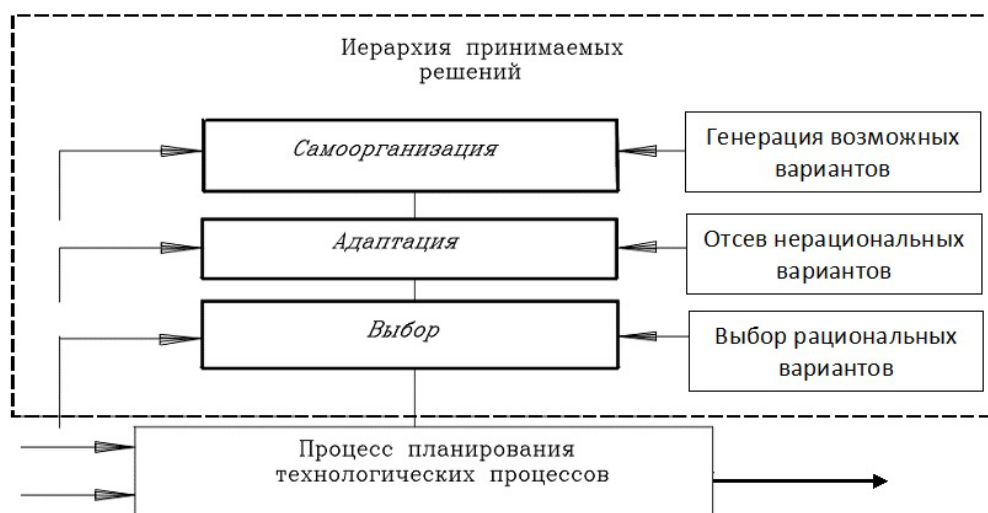 Иерархия принимаемых
решений
Самоорганизация
Генерация возможных
вариантов
Адаптация
Отсев нерациональных
вариантов
Выбор
Выбор рациональных
вариантов
Процесс планирования
технологических процессов